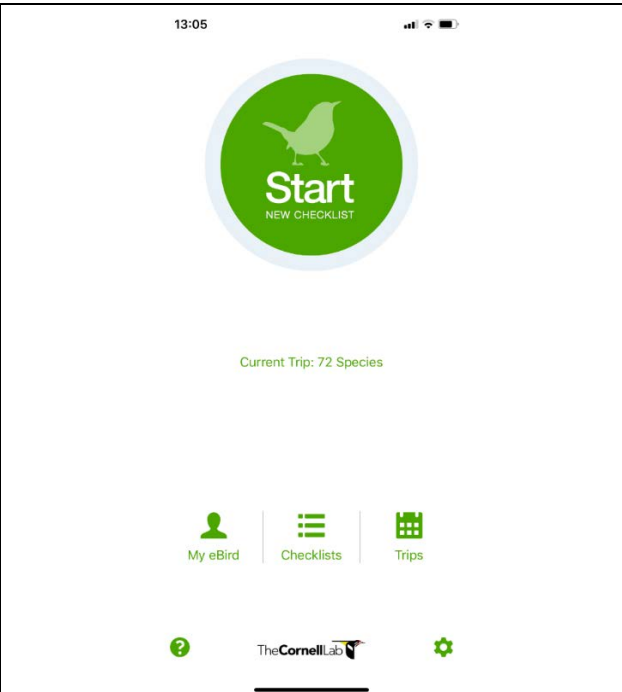 13:05
Start
NEW CHECKLIST
Current Trip: 72 Species
My eBird
Checklists
Trips
?
TheCornellLab